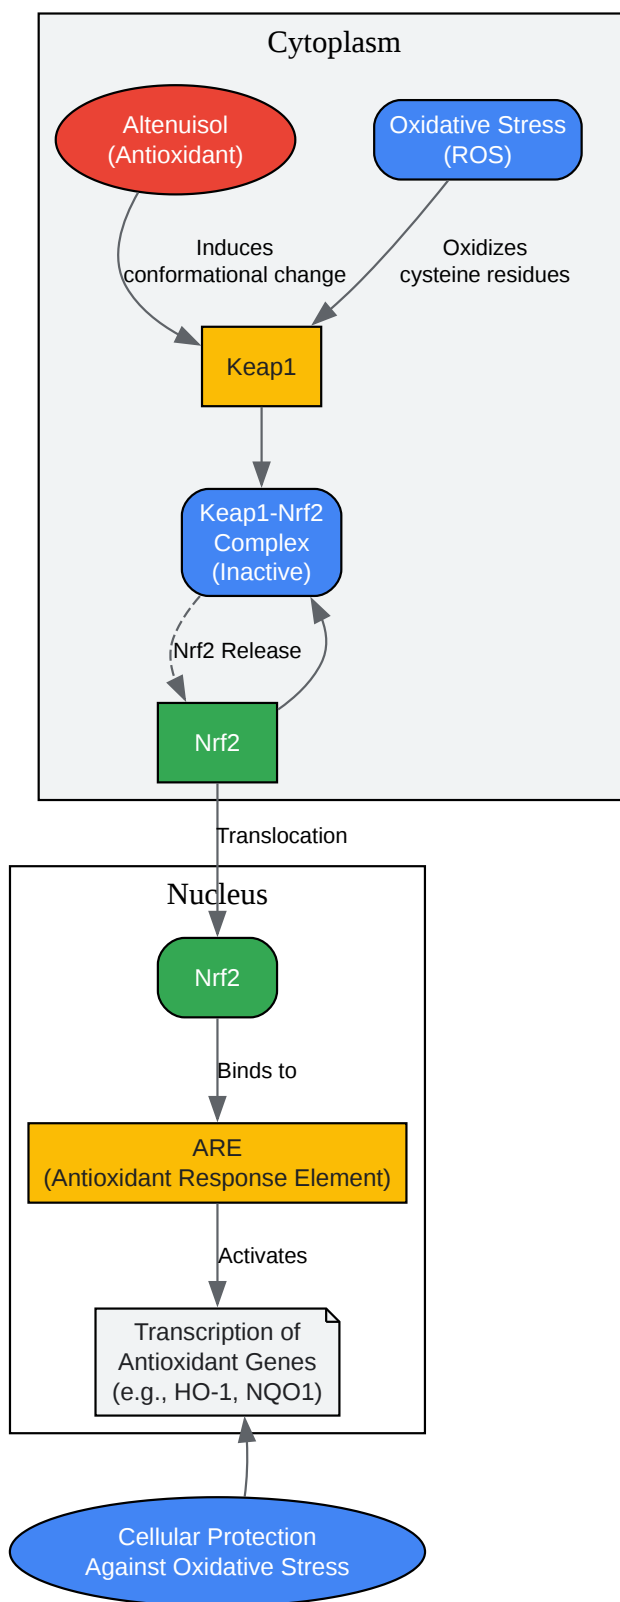 Cytoplasm
Altenuisol
(Antioxidant)
Oxidative Stress
(ROS)
Induces
conformational change
Oxidizes
cysteine residues
Keap1
Keap1-Nrf2
Complex
(Inactive)
Nrf2 Release
Nrf2
Translocation
Nucleus
Nrf2
Binds to
ARE
(Antioxidant Response Element)
Activates
Transcription of
Antioxidant Genes
(e.g., HO-1, NQO1)
Cellular Protection
Against Oxidative Stress